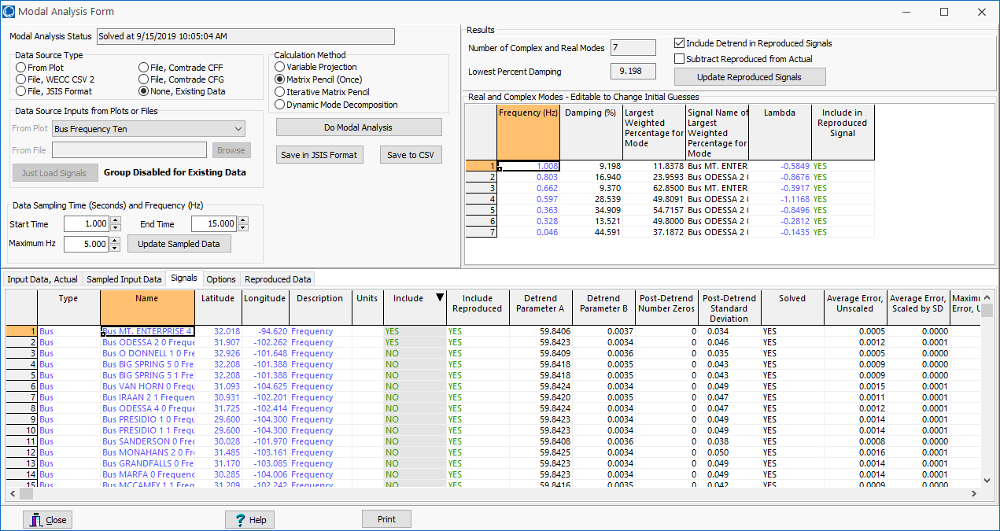 Modal Analysis Form
Modal Analysis Status Solved at 9/15/2019 10:05:04 AM
Data Source Type
From Plot File, Comtrade CFF
File, WECC CSV 2 File, Comtrade CFG
File, JSIS Format None, Existing Data
Data Source Inputs from Plots or Files
From Plot Bus Frequency Ten
From File Browse
Just Load Signals Group Disabled for Existing Data
Data Sampling Time (Seconds) and Frequency (Hz)
Start Time 1.000 End Time 15.000
Maximum Hz 5.000 Update Sampled Data
Calculation Method
Variable Projection
Matrix Pencil (Once)
Iterative Matrix Pencil
Dynamic Mode Decomposition
Do Modal Analysis
Save in JSIS Format Save to CSV
Results
Number of Complex and Real Modes 7
Lowest Percent Damping 9.198
Include Detrend in Reproduced Signals
Subtract Reproduced from Actual
Update Reproduced Signals
Real and Complex Modes - Editable to Change Initial Guesses
Frequency (Hz) Damping (%) Largest Weighted Percentage for Mode Signal Name of Largest Weighted Percentage for Mode Lambda Include in Reproduced Signal
1 1.008 9.198 11.8378 Bus MT. ENTER -0.5849 YES
2 0.803 16.940 23.9593 Bus ODESSA 2 -0.8676 YES
3 0.662 9.370 62.8500 Bus MT. ENTER -0.3917 YES
4 0.597 28.539 49.8091 Bus ODESSA 2 -1.1168 YES
5 0.363 34.909 54.7157 Bus ODESSA 2 -0.8496 YES
6 0.328 13.521 49.8000 Bus ODESSA 2 -0.2812 YES
7 0.046 44.591 37.1872 Bus ODESSA 2 -0.1435 YES
Input Data, Actual Sampled Input Data Signals Options Reproduced Data
Type Name Latitude Longitude Description Units Include Include Reproduced Detrend Parameter A Detrend Parameter B Post-Detrend Number Zeros Post-Detrend Standard Deviation Solved Average Error, Unscaled Average Error, Scaled by SD Error,
1 Bus Bus MT. ENTERPRISE 4 32.018 -94.620 Frequency YES YES 59.8406 0.0037 0 0.034 YES 0.0005 0.0000
2 Bus Bus ODESSA 2 0 Freque 31.907 -102.262 Frequency YES YES 59.8424 0.0034 0 0.046 YES 0.0012 0.0001
3 Bus Bus O DONNELL 1 0 Fre 32.926 -101.648 Frequency NO YES 59.8409 0.0036 0 0.035 YES 0.0005 0.0000
4 Bus Bus BIG SPRING 5 0 Fre 32.208 -101.388 Frequency NO YES 59.8418 0.0035 0 0.043 YES 0.0009 0.0000
5 Bus Bus BIG SPRING 5 1 Fre 32.208 -101.388 Frequency NO YES 59.8418 0.0035 0 0.043 YES 0.0009 0.0000
6 Bus Bus VAN HORN 0 Frequ 31.093 -104.625 Frequency NO YES 59.8424 0.0034 0 0.049 YES 0.0015 0.0001
7 Bus Bus IRAAN 2 1 Frequen 30.931 -102.201 Frequency NO YES 59.8420 0.0035 0 0.047 YES 0.0011 0.0001
8 Bus Bus ODESSA 4 0 Freque 31.725 -102.414 Frequency NO YES 59.8424 0.0034 0 0.047 YES 0.0012 0.0001
9 Bus Bus PRESIDIO 1 0 Frequ 29.600 -104.300 Frequency NO YES 59.8423 0.0034 0 0.049 YES 0.0014 0.0001
10 Bus Bus PRESIDIO 1 1 Frequ 29.600 -104.300 Frequency NO YES 59.8423 0.0034 0 0.049 YES 0.0014 0.0001
11 Bus Bus SANDERSON 0 Freq 30.028 -101.970 Frequency NO YES 59.8408 0.0036 0 0.038 YES 0.0008 0.0000
12 Bus Bus MONAHANS 2 0 Fr 31.485 -103.161 Frequency NO YES 59.8425 0.0034 0 0.050 YES 0.0016 0.0001
13 Bus Bus GRANDFALLS 0 Fre 31.170 -103.085 Frequency NO YES 59.8423 0.0034 0 0.049 YES 0.0014 0.0001
14 Bus Bus MARFA 0 Frequenc 30.285 -104.006 Frequency NO YES 59.8423 0.0034 0 0.049 YES 0.0014 0.0001
15 Bus Bus MCCAMEY 1 1 Freq 31.209 -102.242 Frequency NO YES 59.8416 0.0035 0 0.042 YES 0.0009 0.0000
Close Help Print